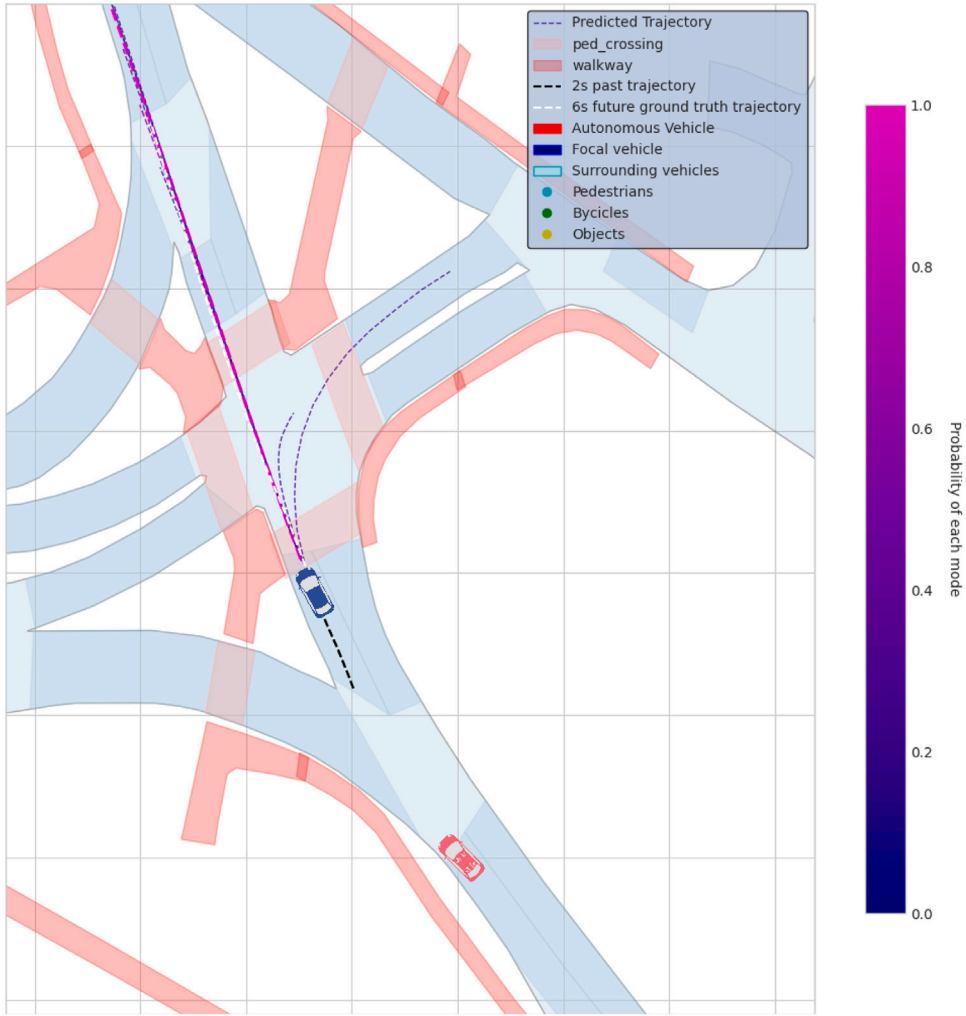 Predicted Trajectory
ped_crossing
walkway
2s past trajectory
6s future ground truth trajectory
Autonomous Vehicle
Focal vehicle
Surrounding vehicles
Pedestrians
Bycicles
Objects
1.0
0.8
0.6
0.4
0.2
0.0
Probability of each mode